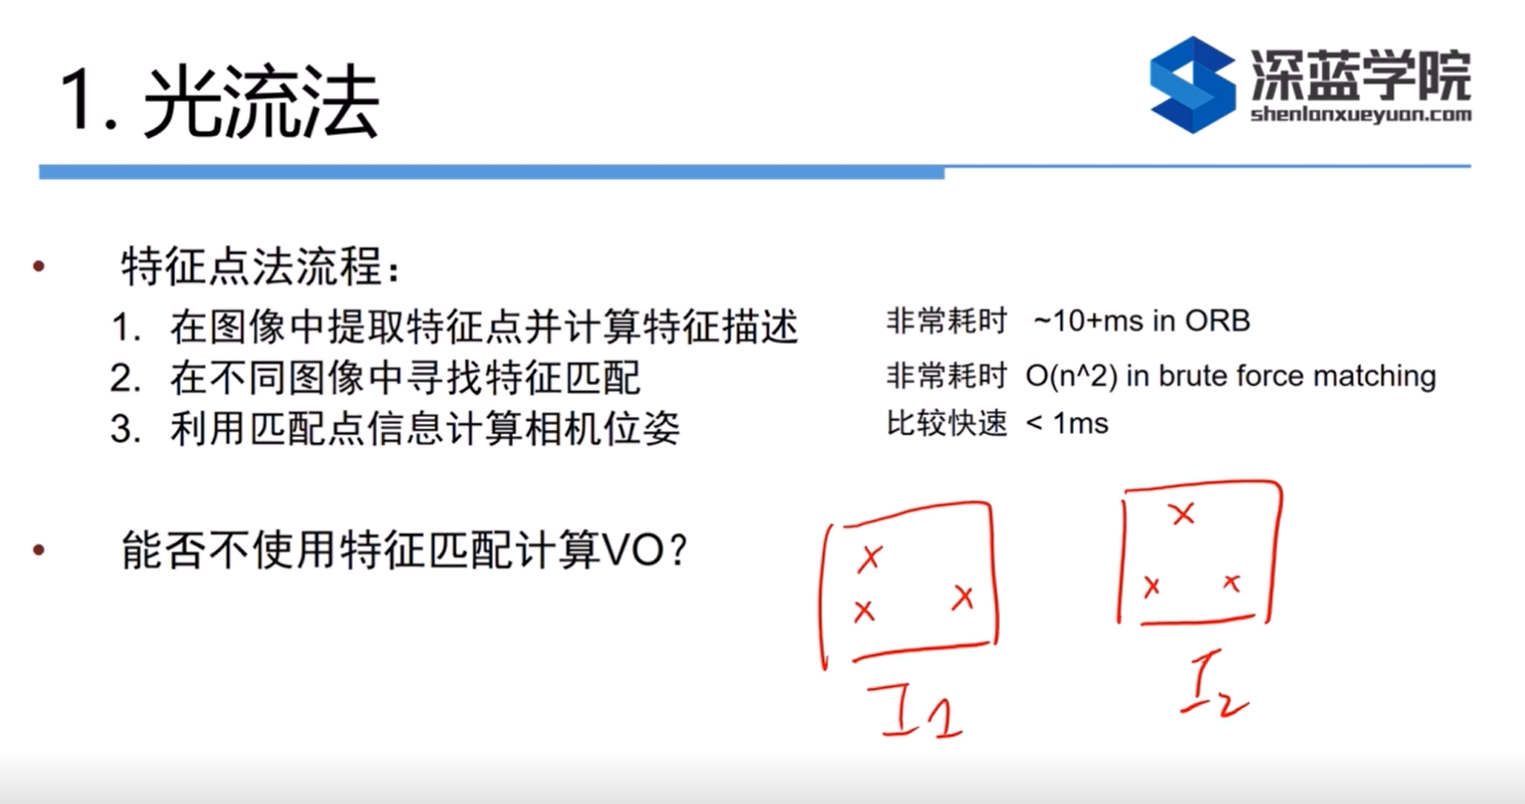 1. 光流法
深蓝学院
shenlanxueyuan.com
• 特征点法流程：
1. 在图像中提取特征点并计算特征描述 非常耗时 ~10+ms in ORB
2. 在不同图像中寻找特征匹配 非常耗时 O(n^2) in brute force matching
3. 利用匹配点信息计算相机位姿 比较快速 < 1ms
• 能否不使用特征匹配计算VO？
I1
I2